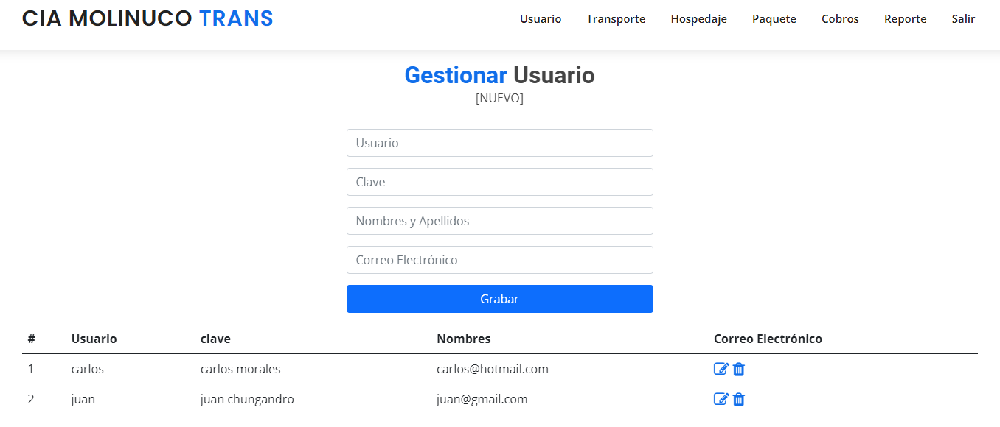 CIA MOLINUCO TRANS
Usuario Transporte Hospedaje Paquete Cobros Reporte Salir
Gestionar Usuario
[NUEVO]
Usuario
Clave
Nombres y Apellidos
Correo Electrónico
Grabar
# Usuario clave Nombres Correo Electrónico
1 carlos carlos morales carlos@hotmail.com
2 juan juan chungandro juan@gmail.com